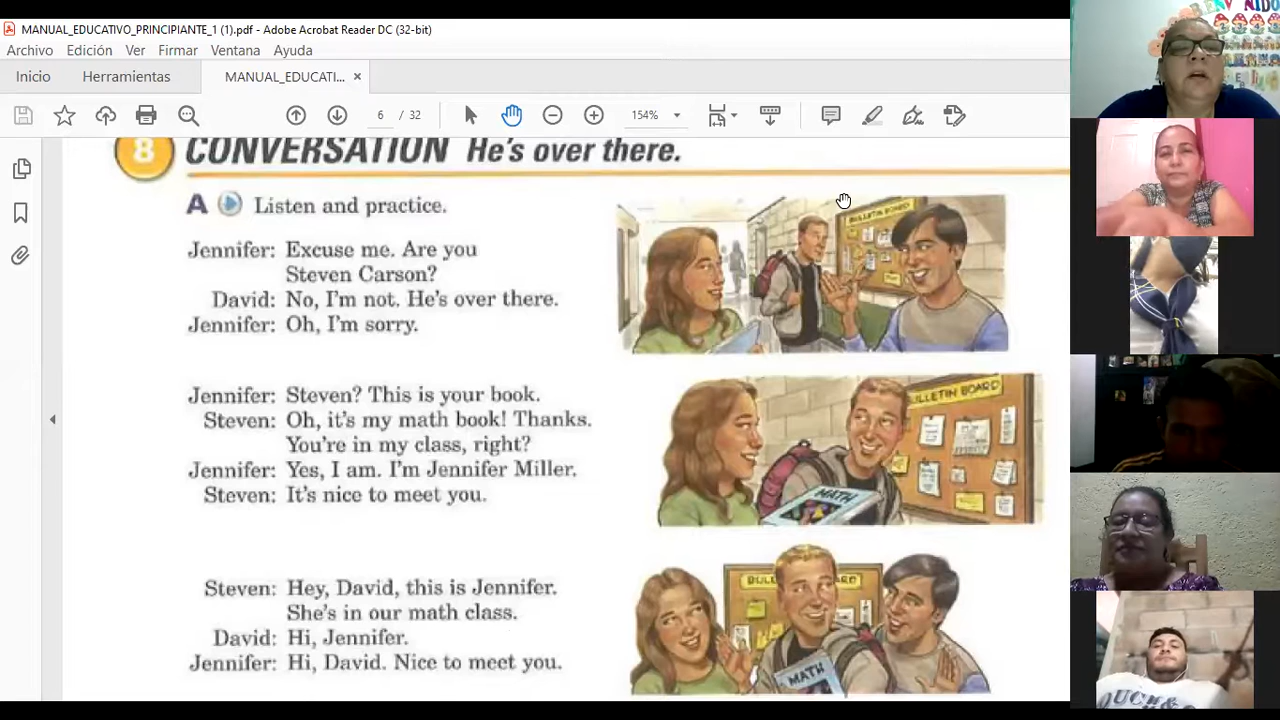 MANUAL_EDUCATIVO_PRINCIPIANTE_1 (1).pdf - Adobe Acrobat Reader DC (32-bit)
Archivo Edición Ver Firmar Ventana Ayuda
Inicio Herramientas MANUAL_EDUCATI... ×
6 / 32 154%
8 CONVERSATION He's over there.
A Listen and practice.
Jennifer: Excuse me. Are you
Steven Carson?
David: No, I'm not. He's over there.
Jennifer: Oh, I'm sorry.
BULLETIN BOARD
Jennifer: Steven? This is your book.
Steven: Oh, it's my math book! Thanks.
You're in my class, right?
Jennifer: Yes, I am. I'm Jennifer Miller.
Steven: It's nice to meet you.
BULLETIN BOARD
MATH
Steven: Hey, David, this is Jennifer.
She's in our math class.
David: Hi, Jennifer.
Jennifer: Hi, David. Nice to meet you.
MATH